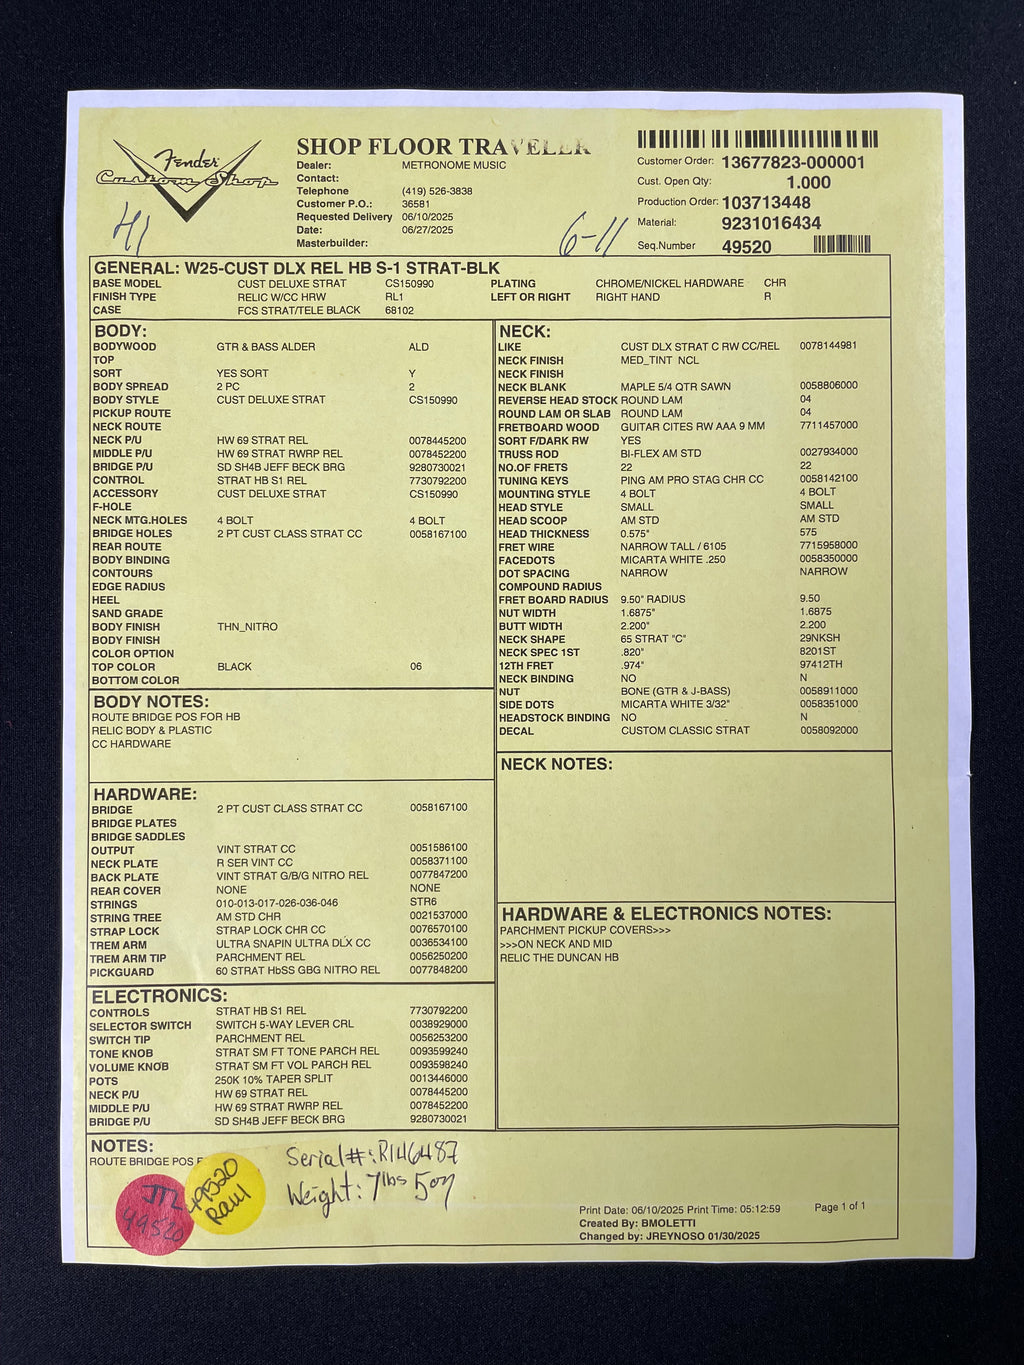 Fender
Custom Shop
SHOP FLOOR TRAVELER
Dealer: METRONOME MUSIC
Contact:
Telephone (419) 526-3838
Customer P.O.: 36581
Requested Delivery 06/10/2025
Date: 06/27/2025
Masterbuilder:
Customer Order: 13677823-000001
Cust. Open Qty: 1.000
Production Order: 103713448
Material: 9231016434
Seq.Number 49520
41
6-11
GENERAL: W25-CUST DLX REL HB S-1 STRAT-BLK
BASE MODEL CUST DELUXE STRAT CS150990 PLATING CHROME/NICKEL HARDWARE CHR
FINISH TYPE RELIC W/CC HRW RL1 LEFT OR RIGHT RIGHT HAND R
CASE FCS STRAT/TELE BLACK 68102
BODY:
BODYWOOD GTR & BASS ALDER ALD
TOP
SORT YES SORT Y
BODY SPREAD 2 PC 2
BODY STYLE CUST DELUXE STRAT CS150990
PICKUP ROUTE
NECK ROUTE
NECK P/U HW 69 STRAT REL 0078445200
MIDDLE P/U HW 69 STRAT RWRP REL 0078452200
BRIDGE P/U SD SH4B JEFF BECK BRG 9280730021
CONTROL STRAT HB S1 REL 7730792200
ACCESSORY CUST DELUXE STRAT CS150990
F-HOLE
NECK MTG.HOLES 4 BOLT 4 BOLT
BRIDGE HOLES 2 PT CUST CLASS STRAT CC 0058167100
REAR ROUTE
BODY BINDING
CONTOURS
EDGE RADIUS
HEEL
SAND GRADE
BODY FINISH THN_NITRO
BODY FINISH
COLOR OPTION
TOP COLOR BLACK 06
BOTTOM COLOR
BODY NOTES:
ROUTE BRIDGE POS FOR HB
RELIC BODY & PLASTIC
CC HARDWARE
HARDWARE:
BRIDGE 2 PT CUST CLASS STRAT CC 0058167100
BRIDGE PLATES
BRIDGE SADDLES
OUTPUT VINT STRAT CC 0051586100
NECK PLATE R SER VINT CC 0058371100
BACK PLATE VINT STRAT G/B/G NITRO REL 0077847200
REAR COVER NONE NONE
STRINGS 010-013-017-026-036-046 STR6
STRING TREE AM STD CHR 0021537000
STRAP LOCK STRAP LOCK CHR CC 0076570100
TREM ARM ULTRA SNAPIN ULTRA DLX CC 0036534100
TREM ARM TIP PARCHMENT REL 0056250200
PICKGUARD 60 STRAT HbSS GBG NITRO REL 0077848200
ELECTRONICS:
CONTROLS STRAT HB S1 REL 7730792200
SELECTOR SWITCH SWITCH 5-WAY LEVER CRL 0038929000
SWITCH TIP PARCHMENT REL 0056253200
TONE KNOB STRAT SM FT TONE PARCH REL 0093599240
VOLUME KNOB STRAT SM FT VOL PARCH REL 0093598240
POTS 250K 10% TAPER SPLIT 0013446000
NECK P/U HW 69 STRAT REL 0078445200
MIDDLE P/U HW 69 STRAT RWRP REL 0078452200
BRIDGE P/U SD SH4B JEFF BECK BRG 9280730021
NECK:
LIKE CUST DLX STRAT C RW CC/REL 0078144981
NECK FINISH MED_TINT NCL
NECK FINISH
NECK BLANK MAPLE 5/4 QTR SAWN 0058806000
REVERSE HEAD STOCK ROUND LAM 04
ROUND LAM OR SLAB ROUND LAM 04
FRETBOARD WOOD GUITAR CITES RW AAA 9 MM 7711457000
SORT F/DARK RW YES
TRUSS ROD BI-FLEX AM STD 0027934000
NO.OF FRETS 22 22
TUNING KEYS PING AM PRO STAG CHR CC 0058142100
MOUNTING STYLE 4 BOLT 4 BOLT
HEAD STYLE SMALL SMALL
HEAD SCOOP AM STD AM STD
HEAD THICKNESS 0.575" 575
FRET WIRE NARROW TALL / 6105 7715958000
FACEDOTS MICARTA WHITE .250 0058350000
DOT SPACING NARROW NARROW
COMPOUND RADIUS
FRET BOARD RADIUS 9.50" RADIUS 9.50
NUT WIDTH 1.6875" 1.6875
BUTT WIDTH 2.200" 2.200
NECK SHAPE 65 STRAT "C" 29NKSH
NECK SPEC 1ST .820" 8201ST
12TH FRET .974" 97412TH
NECK BINDING NO N
NUT BONE (GTR & J-BASS) 0058911000
SIDE DOTS MICARTA WHITE 3/32" 0058351000
HEADSTOCK BINDING NO N
DECAL CUSTOM CLASSIC STRAT 0058092000
NECK NOTES:
HARDWARE & ELECTRONICS NOTES:
PARCHMENT PICKUP COVERS>>>
>>>ON NECK AND MID
RELIC THE DUNCAN HB
NOTES:
ROUTE BRIDGE POS F
Serial#: R146487
Weight: 7lbs 5oz
49520
Raul
49520
Print Date: 06/10/2025 Print Time: 05:12:59 Page 1 of 1
Created By: BMOLETTI
Changed by: JREYNOSO 01/30/2025